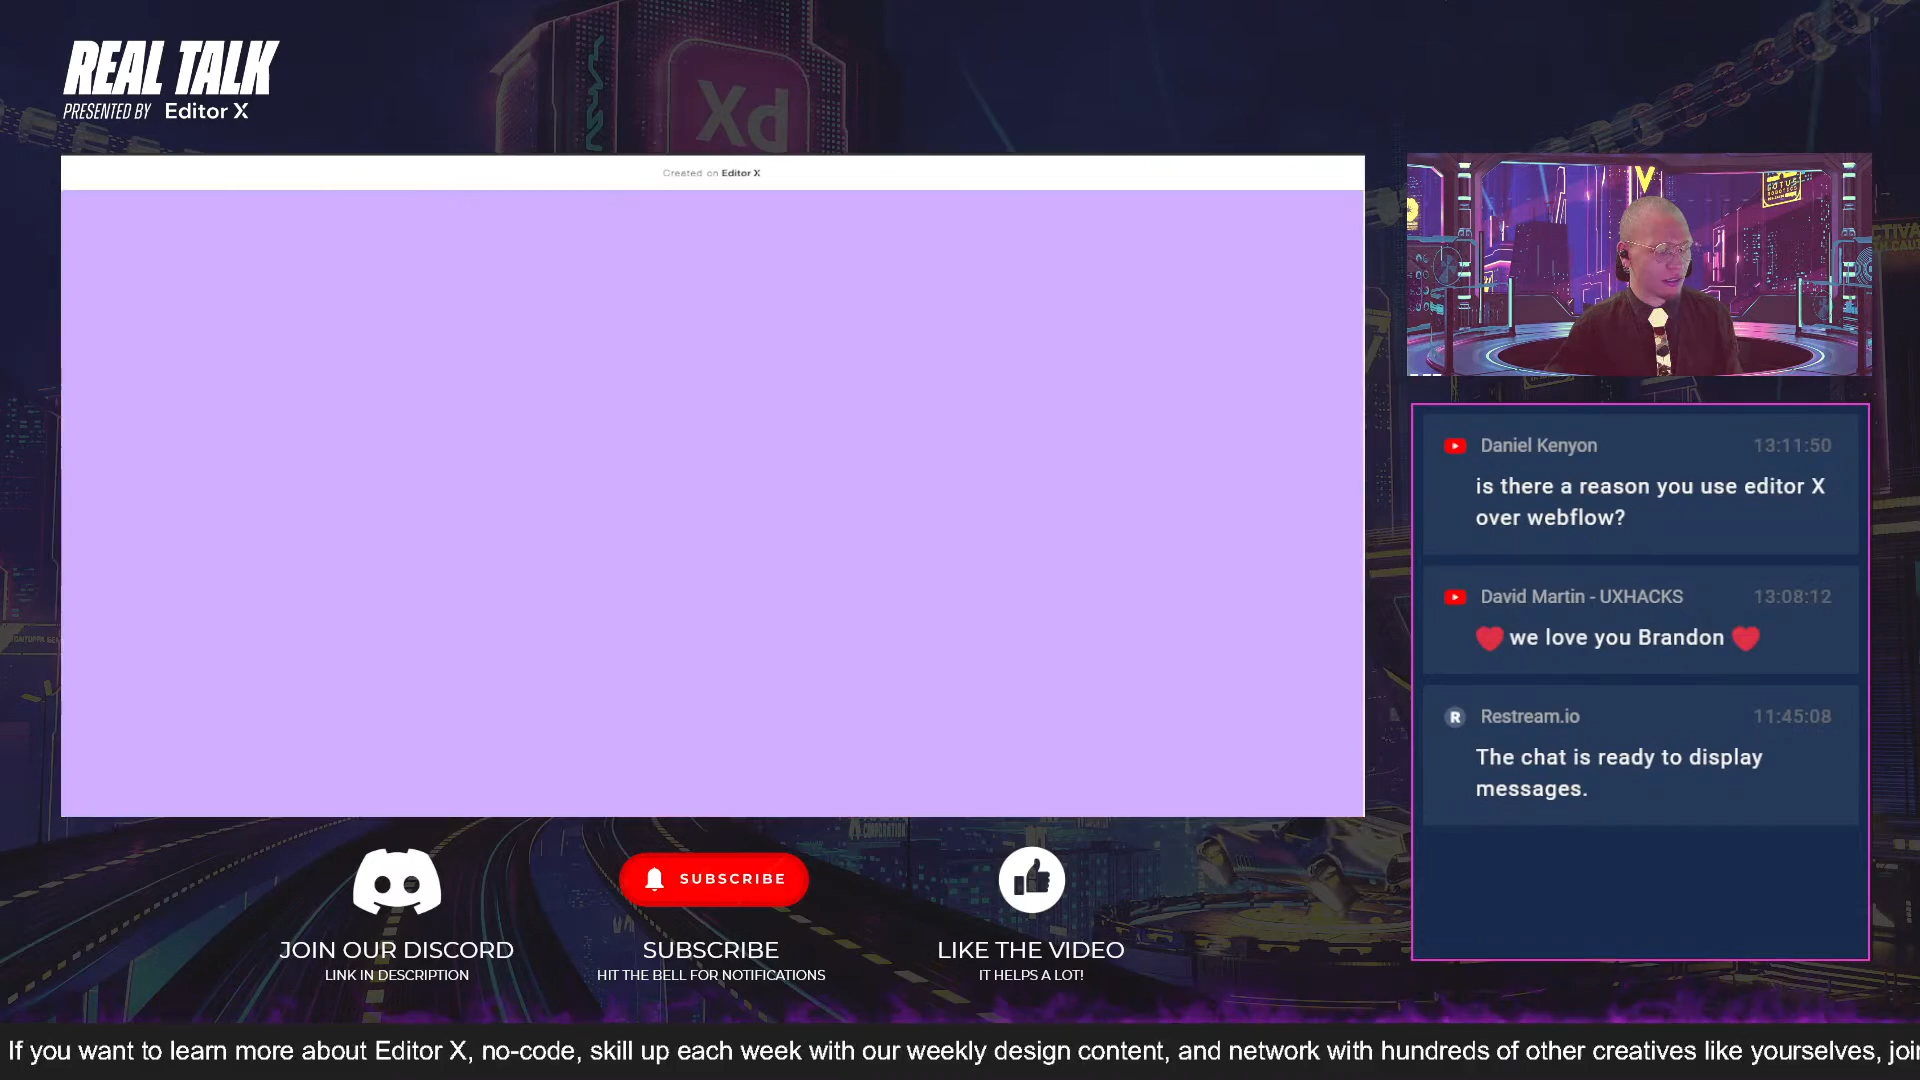 REAL TALK
PRESENTED BY Editor X
Xd
Created on Editor X
Daniel Kenyon 13:11:50
is there a reason you use editor X
over webflow?
David Martin - UXHACKS 13:08:12
❤ we love you Brandon ❤
R Restream.io 11:45:08
The chat is ready to display
messages.
CORPORATION
SUBSCRIBE
JOIN OUR DISCORD
LINK IN DESCRIPTION
SUBSCRIBE
HIT THE BELL FOR NOTIFICATIONS
LIKE THE VIDEO
IT HELPS A LOT!
If you want to learn more about Editor X, no-code, skill up each week with our weekly design content, and network with hundreds of other creatives like yourselves, join